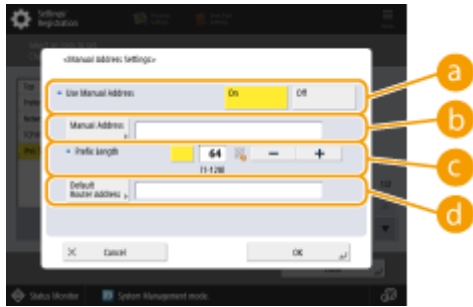 Settings/
Registration
<Manual Address Settings>
Use Manual Address
On
Off
a
Manual Address
b
Prefix Length
64
−
+
(1-128)
c
Default
Router Address
d
Cancel
OK
Status Monitor
System Management mode.